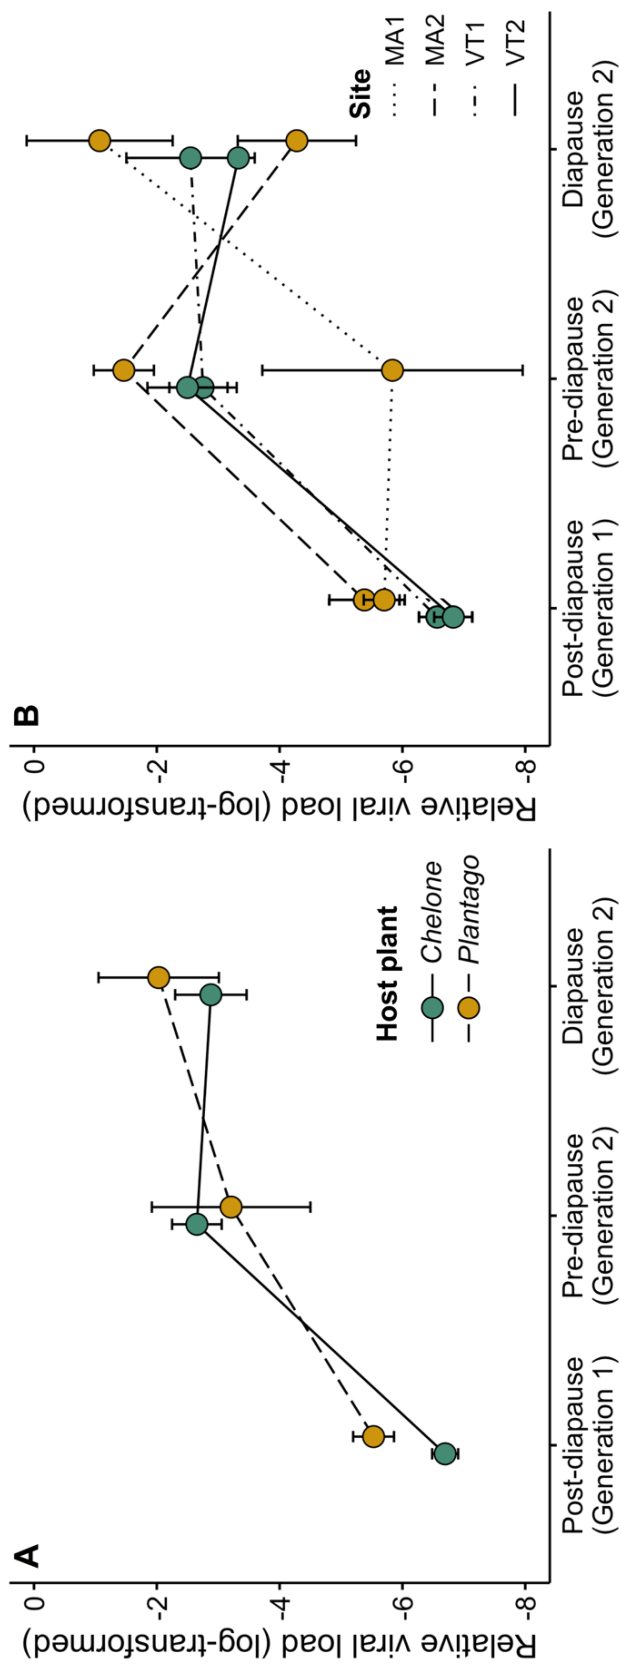 A
Relative viral load (log-transformed)
0
-2
-4
-6
-8
Post-diapause
(Generation 1)
Pre-diapause
(Generation 2)
Diapause
(Generation 2)
Host plant
Chelone
Plantago
B
Relative viral load (log-transformed)
0
-2
-4
-6
-8
Post-diapause
(Generation 1)
Pre-diapause
(Generation 2)
Diapause
(Generation 2)
Site
MA1
MA2
VT1
VT2